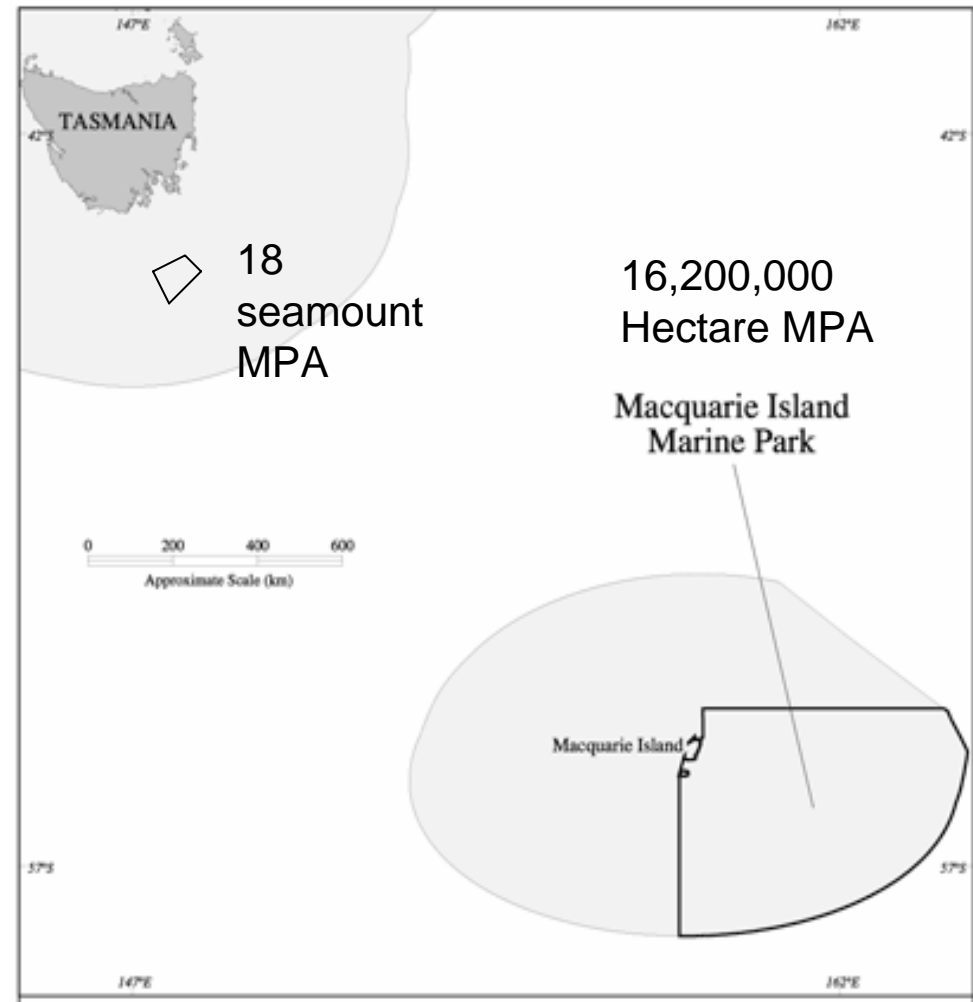 147°E
162°E
TASMANIA
42°S
42°S
18
seamount
MPA
16,200,000
Hectare MPA
Macquarie Island
Marine Park
0 200 400 600
Approximate Scale (km)
Macquarie Island
57°S
57°S
147°E
162°E